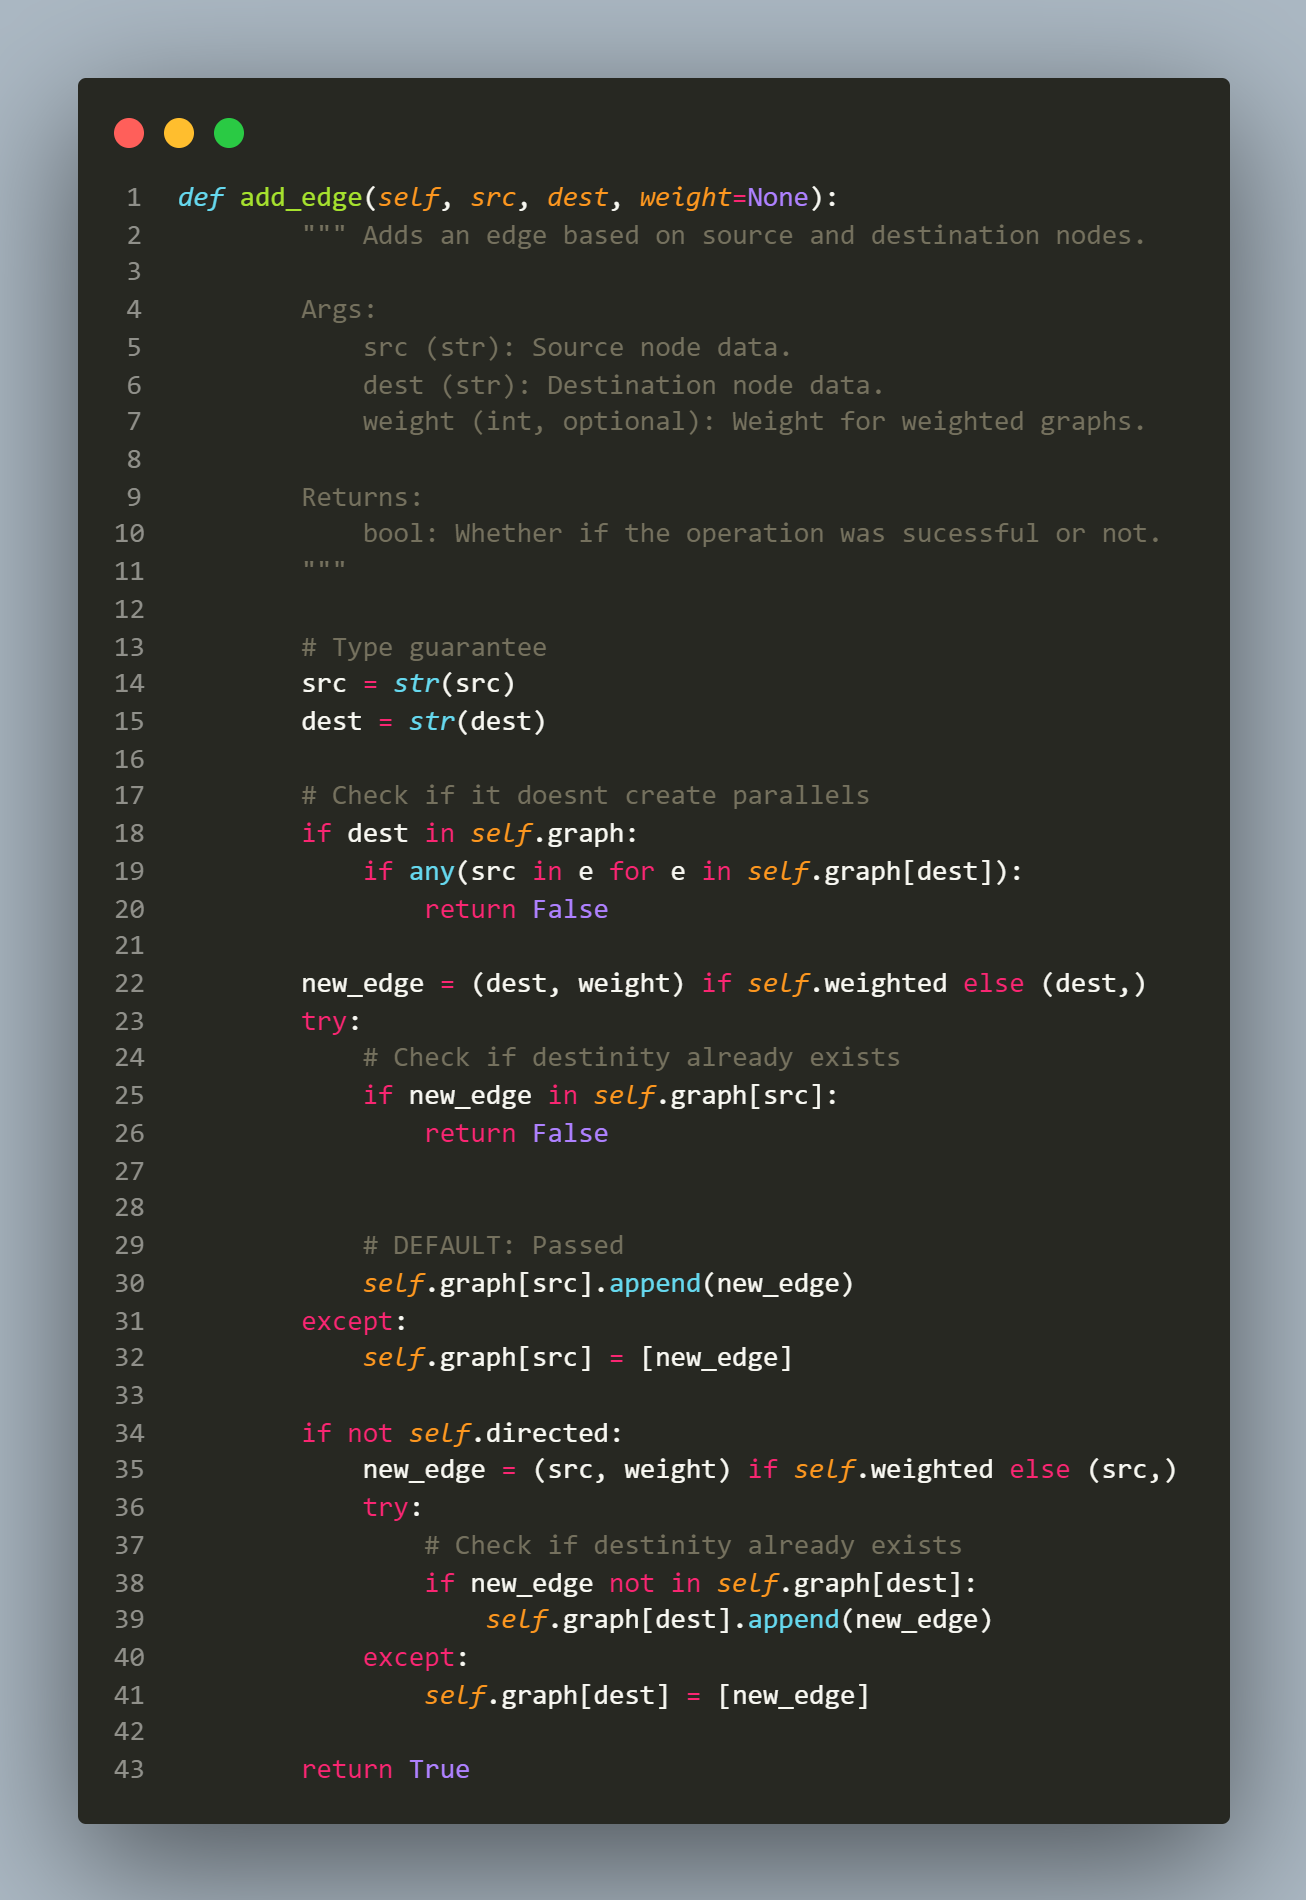 1 def add_edge(self, src, dest, weight=None):
2         """ Adds an edge based on source and destination nodes.
3
4         Args:
5             src (str): Source node data.
6             dest (str): Destination node data.
7             weight (int, optional): Weight for weighted graphs.
8
9         Returns:
10             bool: Whether if the operation was sucessful or not.
11         """
12
13         # Type guarantee
14         src = str(src)
15         dest = str(dest)
16
17         # Check if it doesnt create parallels
18         if dest in self.graph:
19             if any(src in e for e in self.graph[dest]):
20                 return False
21
22         new_edge = (dest, weight) if self.weighted else (dest,)
23         try:
24             # Check if destinity already exists
25             if new_edge in self.graph[src]:
26                 return False
27
28
29             # DEFAULT: Passed
30             self.graph[src].append(new_edge)
31         except:
32             self.graph[src] = [new_edge]
33
34         if not self.directed:
35             new_edge = (src, weight) if self.weighted else (src,)
36             try:
37                 # Check if destinity already exists
38                 if new_edge not in self.graph[dest]:
39                     self.graph[dest].append(new_edge)
40             except:
41                 self.graph[dest] = [new_edge]
42
43         return True